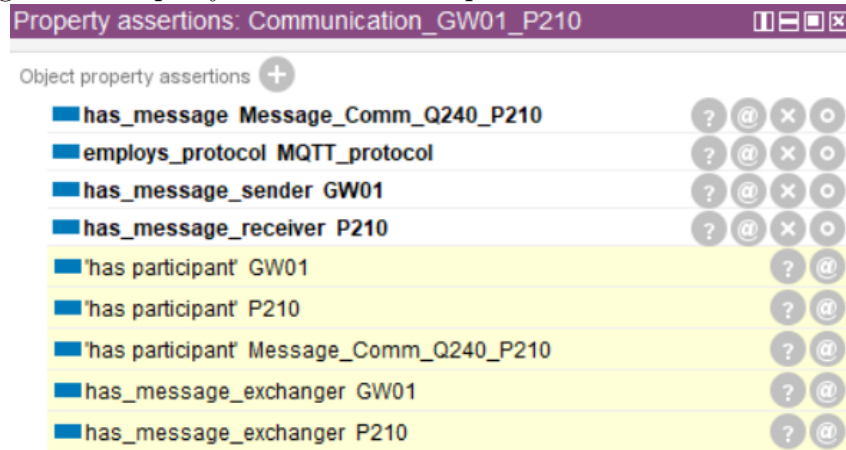 Property assertions: Communication_GW01_P210
Object property assertions
has_message Message_Comm_Q240_P210
employs_protocol MQTT_protocol
has_message_sender GW01
has_message_receiver P210
'has participant' GW01
'has participant' P210
'has participant' Message_Comm_Q240_P210
has_message_exchanger GW01
has_message_exchanger P210